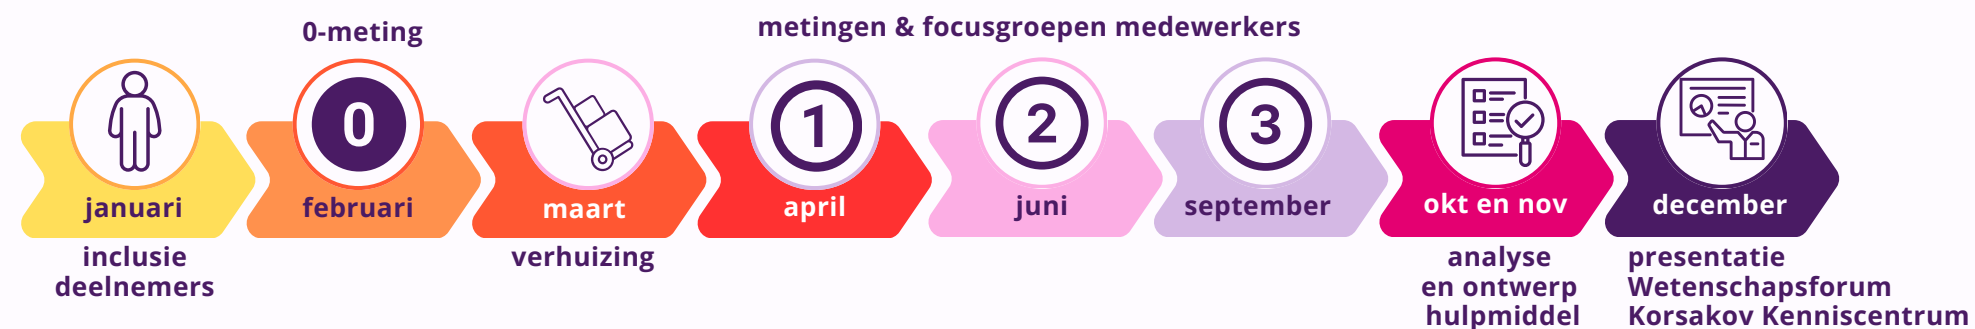 0-meting
metingen & focusgroepen medewerkers
0
1
2
3
januari
februari
maart
april
juni
september
okt en nov
december
inclusie
deelnemers
verhuizing
analyse
en ontwerp
hulpmiddel
presentatie
Wetenschapsforum
Korsakov Kenniscentrum